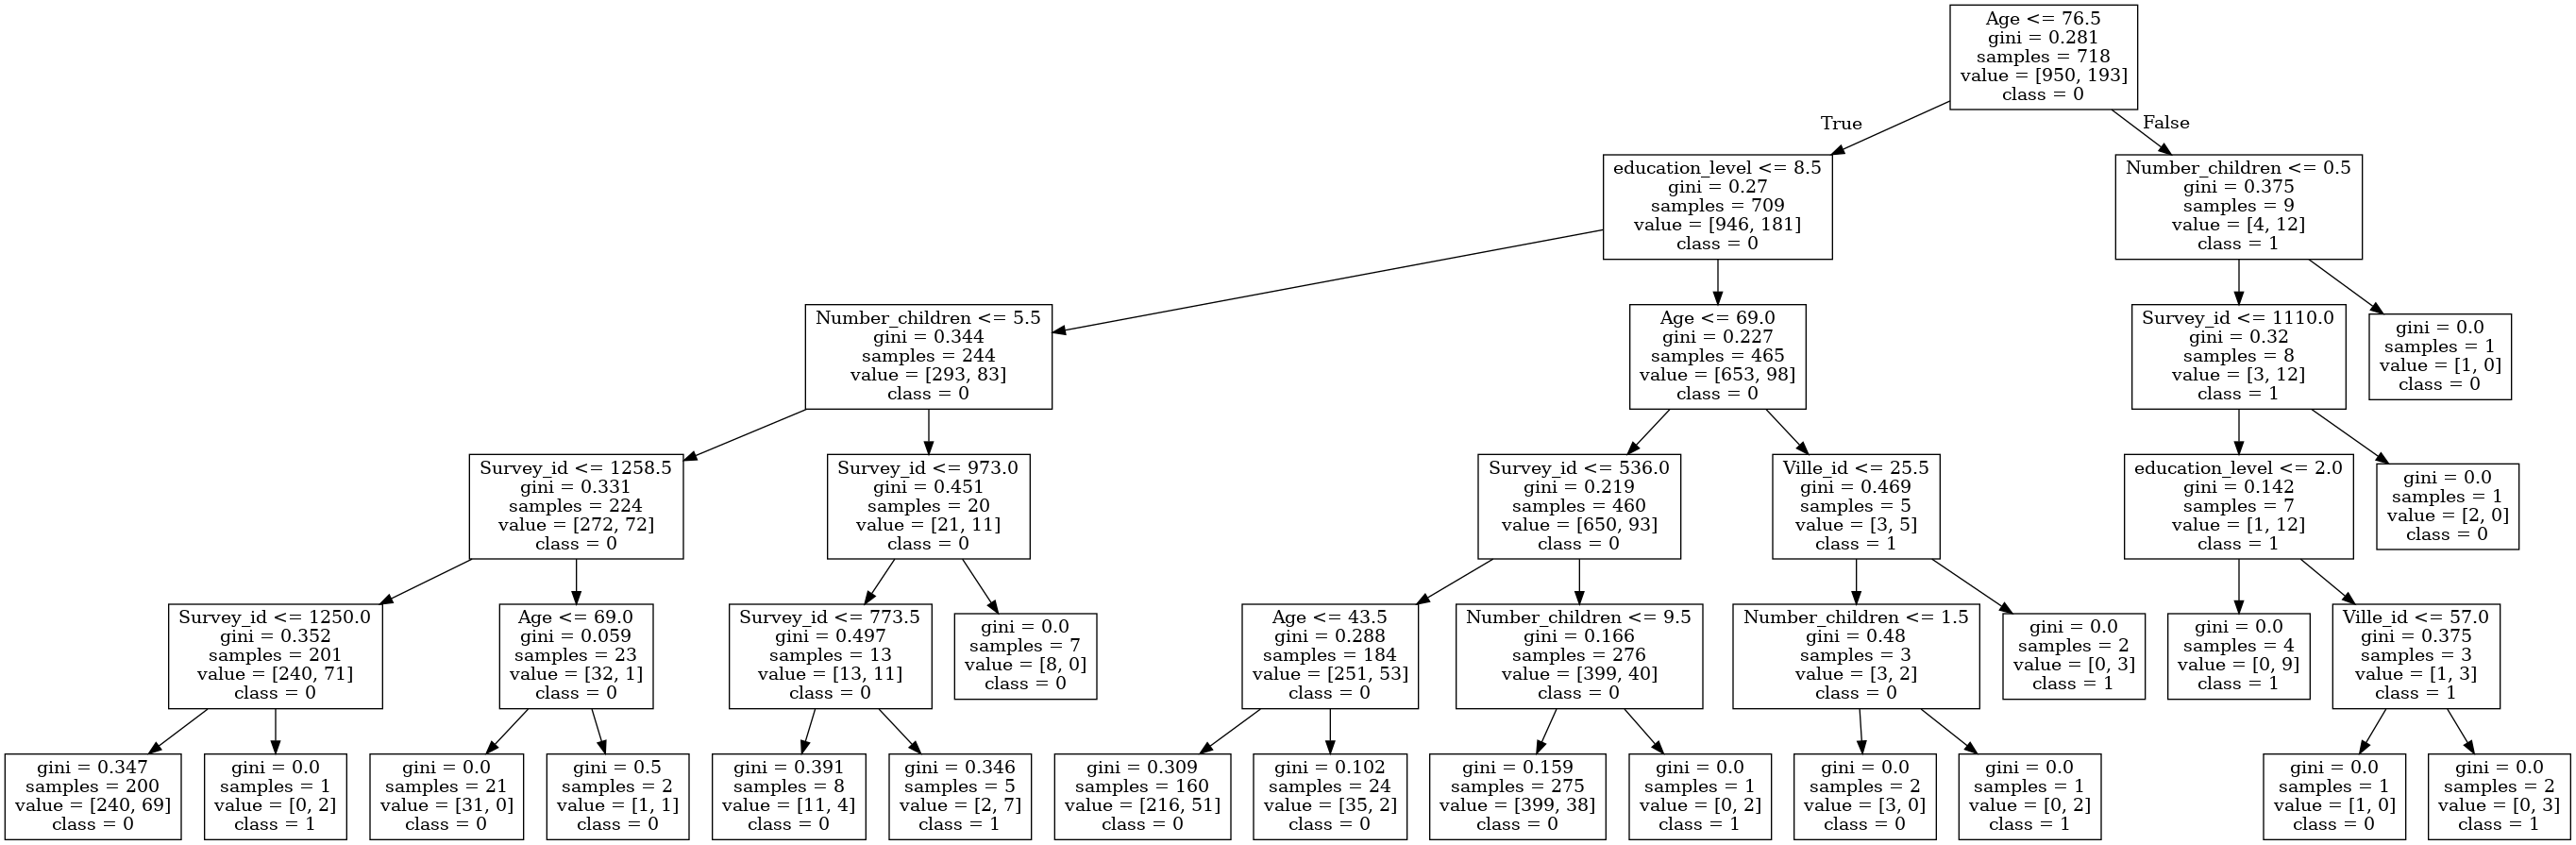 Age <= 76.5
gini = 0.281
samples = 718
value = [950, 193]
class = 0
True
False
education_level <= 8.5
gini = 0.27
samples = 709
value = [946, 181]
class = 0
Number_children <= 0.5
gini = 0.375
samples = 9
value = [4, 12]
class = 1
Number_children <= 5.5
gini = 0.344
samples = 244
value = [293, 83]
class = 0
Age <= 69.0
gini = 0.227
samples = 465
value = [653, 98]
class = 0
Survey_id <= 1110.0
gini = 0.32
samples = 8
value = [3, 12]
class = 1
gini = 0.0
samples = 1
value = [1, 0]
class = 0
Survey_id <= 1258.5
gini = 0.331
samples = 224
value = [272, 72]
class = 0
Survey_id <= 973.0
gini = 0.451
samples = 20
value = [21, 11]
class = 0
Survey_id <= 536.0
gini = 0.219
samples = 460
value = [650, 93]
class = 0
Ville_id <= 25.5
gini = 0.469
samples = 5
value = [3, 5]
class = 1
education_level <= 2.0
gini = 0.142
samples = 7
value = [1, 12]
class = 1
gini = 0.0
samples = 1
value = [2, 0]
class = 0
Survey_id <= 1250.0
gini = 0.352
samples = 201
value = [240, 71]
class = 0
Age <= 69.0
gini = 0.059
samples = 23
value = [32, 1]
class = 0
Survey_id <= 773.5
gini = 0.497
samples = 13
value = [13, 11]
class = 0
gini = 0.0
samples = 7
value = [8, 0]
class = 0
Age <= 43.5
gini = 0.288
samples = 184
value = [251, 53]
class = 0
Number_children <= 9.5
gini = 0.166
samples = 276
value = [399, 40]
class = 0
Number_children <= 1.5
gini = 0.48
samples = 3
value = [3, 2]
class = 0
gini = 0.0
samples = 2
value = [0, 3]
class = 1
gini = 0.0
samples = 4
value = [0, 9]
class = 1
Ville_id <= 57.0
gini = 0.375
samples = 3
value = [1, 3]
class = 1
gini = 0.347
samples = 200
value = [240, 69]
class = 0
gini = 0.0
samples = 1
value = [0, 2]
class = 1
gini = 0.0
samples = 21
value = [31, 0]
class = 0
gini = 0.5
samples = 2
value = [1, 1]
class = 0
gini = 0.391
samples = 8
value = [11, 4]
class = 0
gini = 0.346
samples = 5
value = [2, 7]
class = 1
gini = 0.309
samples = 160
value = [216, 51]
class = 0
gini = 0.102
samples = 24
value = [35, 2]
class = 0
gini = 0.159
samples = 275
value = [399, 38]
class = 0
gini = 0.0
samples = 1
value = [0, 2]
class = 1
gini = 0.0
samples = 2
value = [3, 0]
class = 0
gini = 0.0
samples = 1
value = [0, 2]
class = 1
gini = 0.0
samples = 1
value = [1, 0]
class = 0
gini = 0.0
samples = 2
value = [0, 3]
class = 1